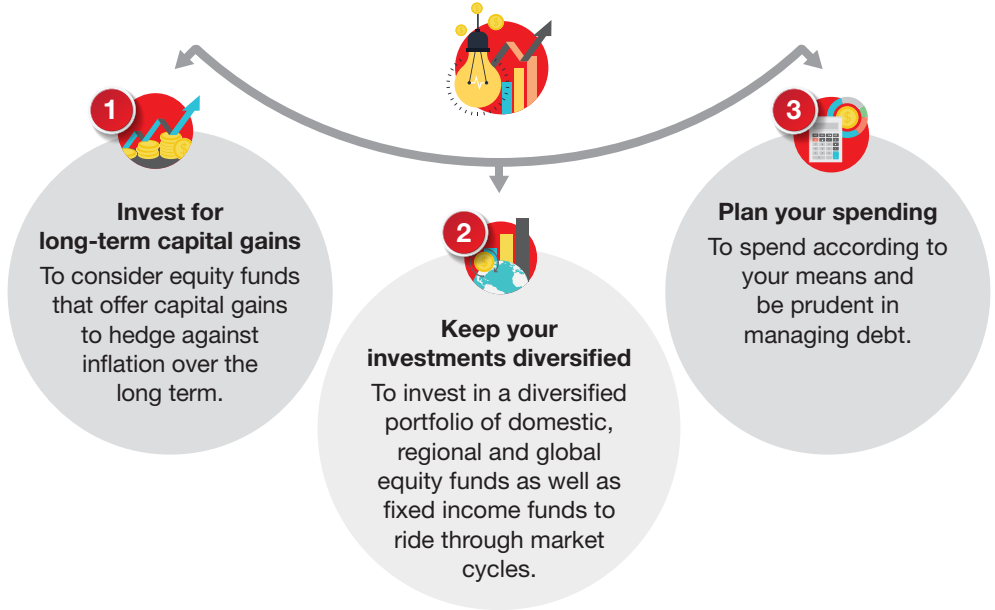 1
Invest for
long-term capital gains
To consider equity funds
that offer capital gains
to hedge against
inflation over the
long term.
2
Keep your
investments diversified
To invest in a diversified
portfolio of domestic,
regional and global
equity funds as well as
fixed income funds to
ride through market
cycles.
3
Plan your spending
To spend according to
your means and
be prudent in
managing debt.